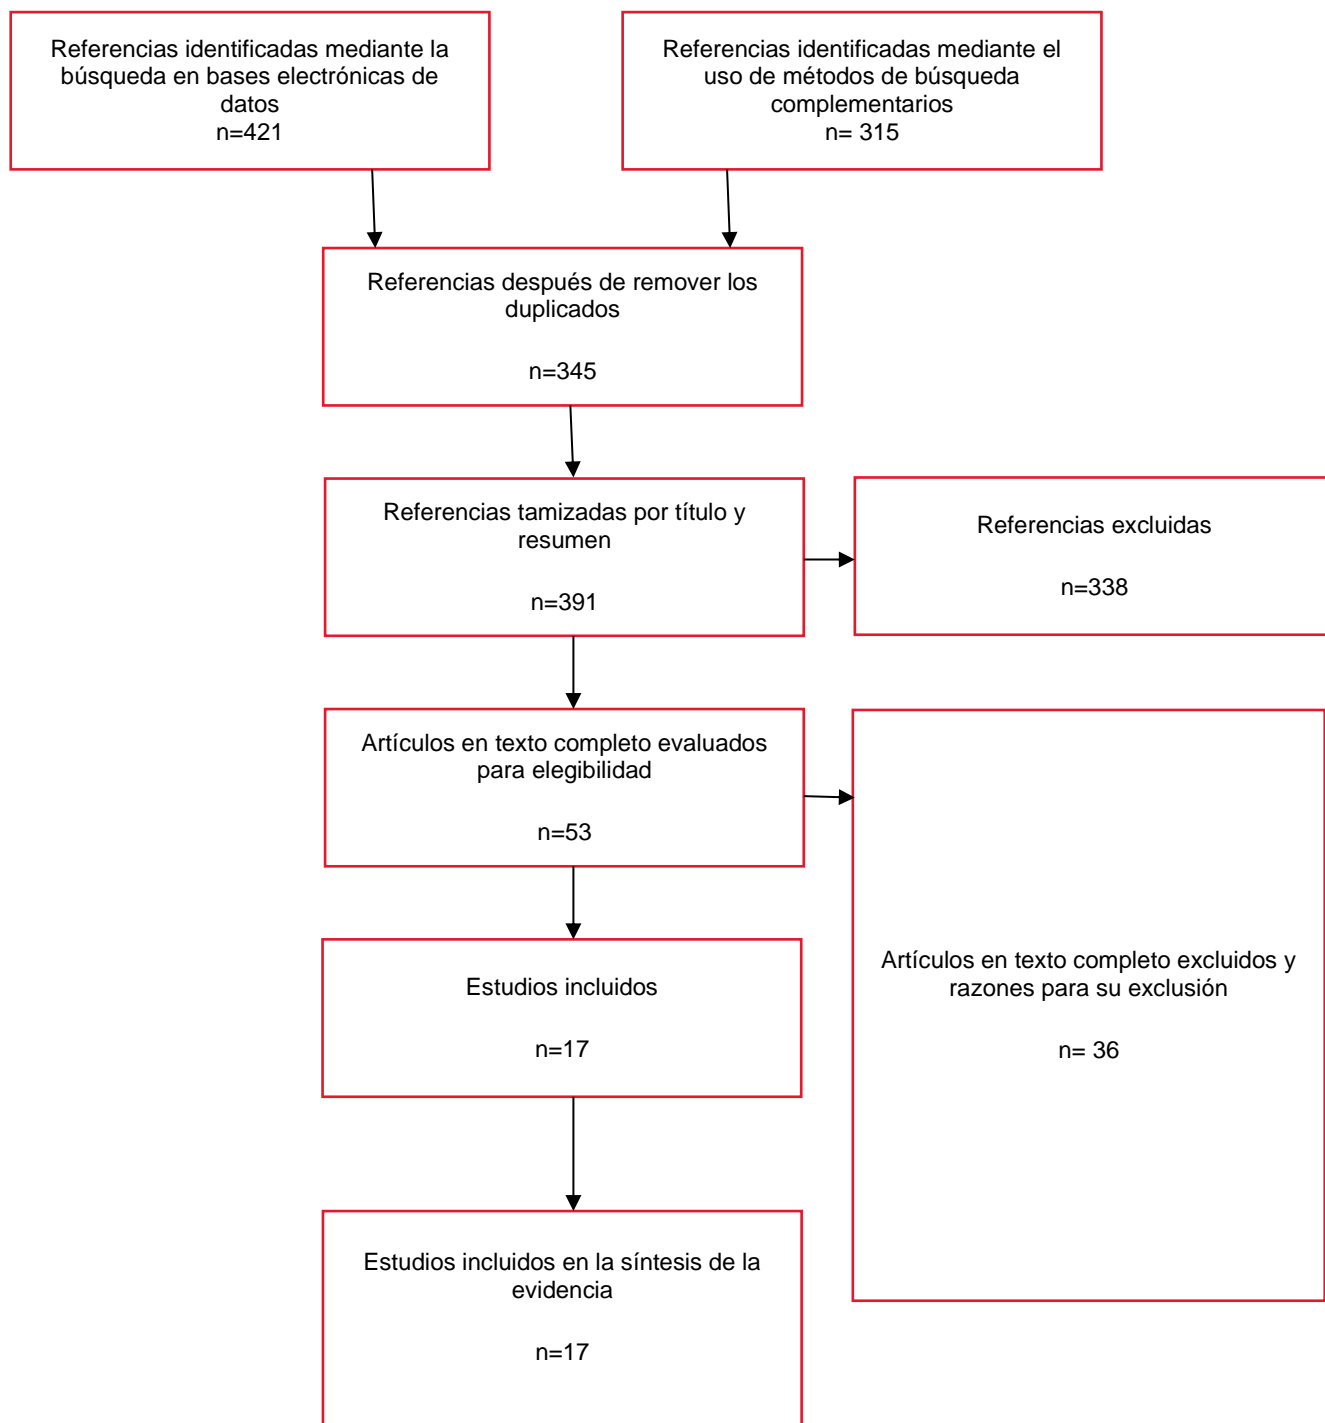 Referencias identificadas mediante la
búsqueda en bases electrónicas de
datos
n=421
Referencias identificadas mediante el
uso de métodos de búsqueda
complementarios
n= 315
Referencias después de remover los
duplicados
n=345
Referencias tamizadas por título y
resumen
n=391
Referencias excluidas
n=338
Artículos en texto completo evaluados
para elegibilidad
n=53
Artículos en texto completo excluidos y
razones para su exclusión
n= 36
Estudios incluidos
n=17
Estudios incluidos en la síntesis de la
evidencia
n=17